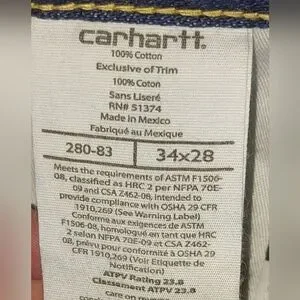 carhartt.
100% Cotton
Exclusive of Trim
100% Coton
Sans Liseré
RN# 51374
Made in Mexico
Fabriqué au Mexique
280-83 34x28
Meets the requirements of ASTM F1506-
08, classified as HRC 2 per NFPA 70E-
09 and CSA Z462-08, intended to
provide compliance with OSHA 29 CFR
1910,269 (See Warning Label)
Conforme aux exigences de ASTM
F1506-08, homologué en tant que HRC
2 selon NFPA 70E-09 et CSA Z462-
08, prévu pour conformité à OSHA 29
CFR 1910,269 (Voir Etiquette de
Notification)
ATPV Rating 23.8
Classement ATPV 23.8
care on reverse